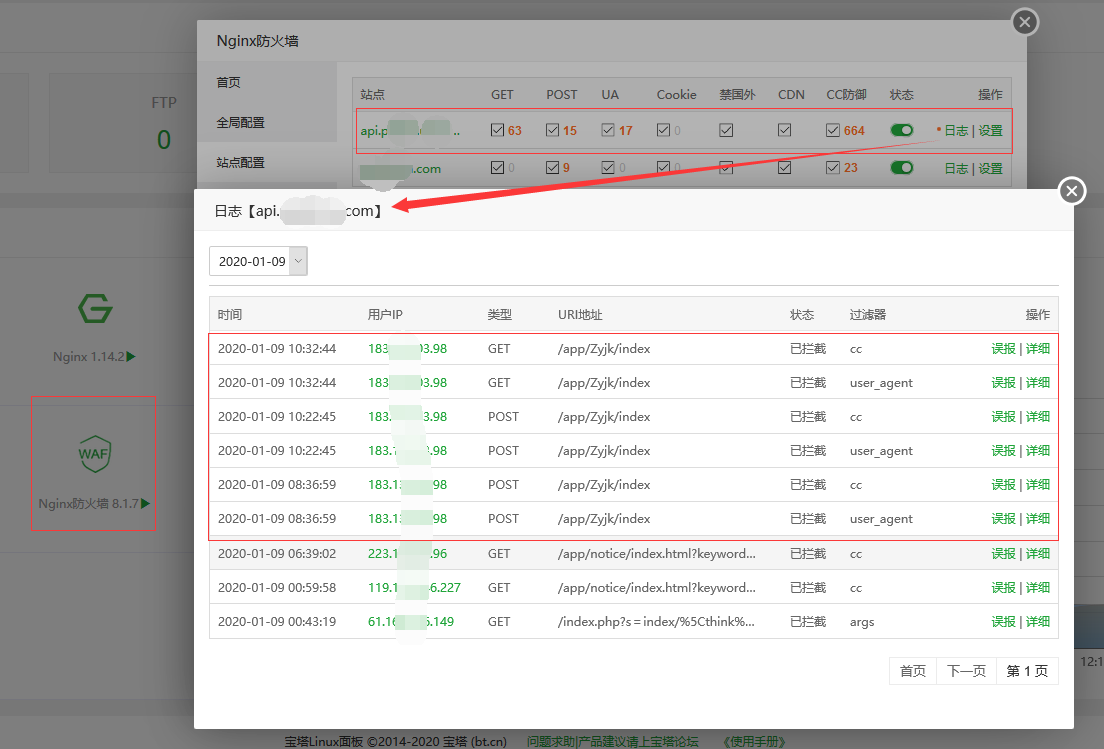 Nginx防火墙
首页
全局配置
站点配置
FTP
0
站点 GET POST UA Cookie 禁国外 CDN CC防御 状态 操作
api.p .. 63 15 17 0 664 日志 | 设置
.com 0 9 0 0 23 日志 | 设置
Nginx 1.14.2
WAF
Nginx防火墙 8.1.7
日志【api. com】
2020-01-09
时间 用户IP 类型 URI地址 状态 过滤器 操作
2020-01-09 10:32:44 183 3.98 GET /app/Zyjk/index 已拦截 cc 误报 | 详细
2020-01-09 10:32:44 183. 3.98 GET /app/Zyjk/index 已拦截 user_agent 误报 | 详细
2020-01-09 10:22:45 183. 3.98 POST /app/Zyjk/index 已拦截 cc 误报 | 详细
2020-01-09 10:22:45 183. .98 POST /app/Zyjk/index 已拦截 user_agent 误报 | 详细
2020-01-09 08:36:59 183.1 98 POST /app/Zyjk/index 已拦截 cc 误报 | 详细
2020-01-09 08:36:59 183.1 98 POST /app/Zyjk/index 已拦截 user_agent 误报 | 详细
2020-01-09 06:39:02 223.1 .96 GET /app/notice/index.html?keyword... 已拦截 cc 误报 | 详细
2020-01-09 00:59:58 119.1 6.227 GET /app/notice/index.html?keyword... 已拦截 cc 误报 | 详细
2020-01-09 00:43:19 61.16 .149 GET /index.php?s=index/%5Cthink%... 已拦截 args 误报 | 详细
首页 下一页 第 1 页
12:1
宝塔Linux面板 ©2014-2020 宝塔 (bt.cn) 问题求助|产品建议请上宝塔论坛 《使用手册》